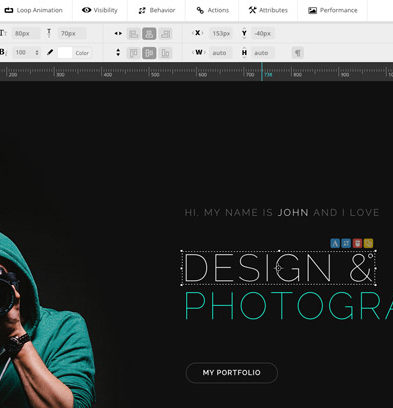 Loop Animation Visibility Behavior Actions Attributes Performance
80px 70px X 153px Y -40px
100 Color W auto H auto
200 300 400 500 600 700 738 800 900
HI, MY NAME IS JOHN AND I LOVE
DESIGN &
PHOTOGRA
MY PORTFOLIO